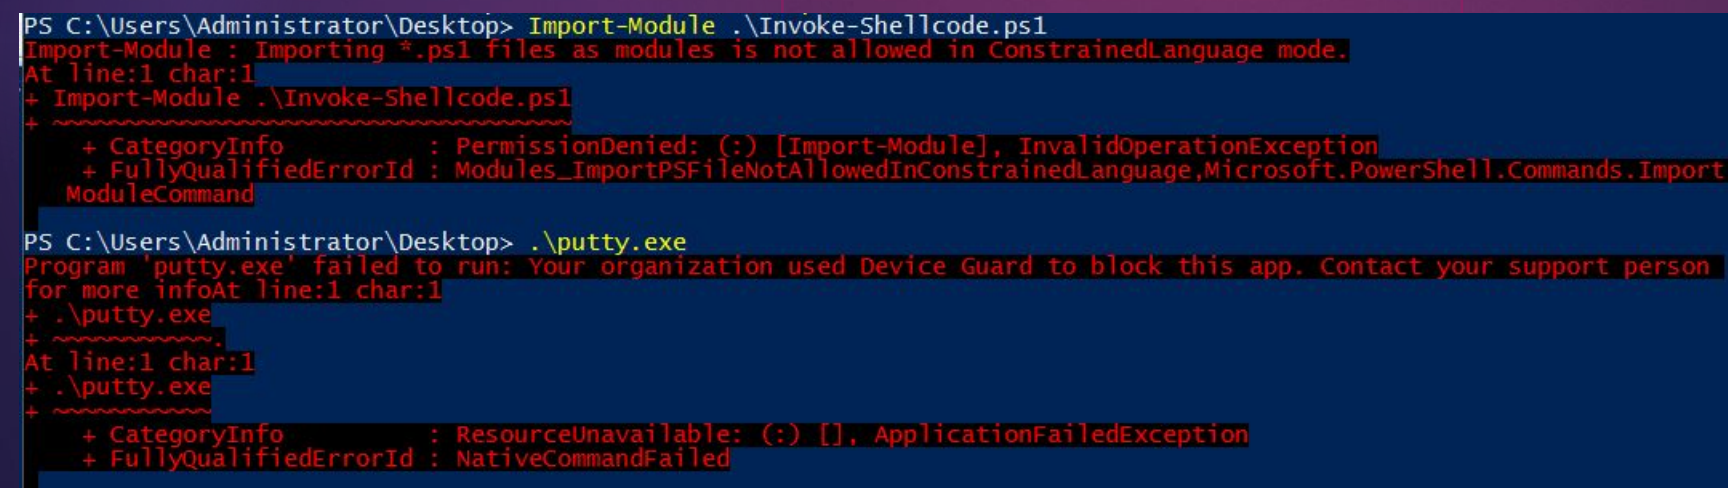 PS C:\Users\Administrator\Desktop> Import-Module .\Invoke-Shellcode.ps1
Import-Module : Importing *.ps1 files as modules is not allowed in ConstrainedLanguage mode.
At line:1 char:1
+ Import-Module .\Invoke-Shellcode.ps1
+ ~~~~~~~~~~~~~~~~~~~~~~~~~~~~~~~~~~~~
    + CategoryInfo          : PermissionDenied: (:) [Import-Module], InvalidOperationException
    + FullyQualifiedErrorId : Modules_ImportPSFileNotAllowedInConstrainedLanguage,Microsoft.PowerShell.Commands.Import
   ModuleCommand
PS C:\Users\Administrator\Desktop> .\putty.exe
Program 'putty.exe' failed to run: Your organization used Device Guard to block this app. Contact your support person
for more infoAt line:1 char:1
+ .\putty.exe
+ ~~~~~~~~~~~.
At line:1 char:1
+ .\putty.exe
+ ~~~~~~~~~~~
    + CategoryInfo          : ResourceUnavailable: (:) [], ApplicationFailedException
    + FullyQualifiedErrorId : NativeCommandFailed